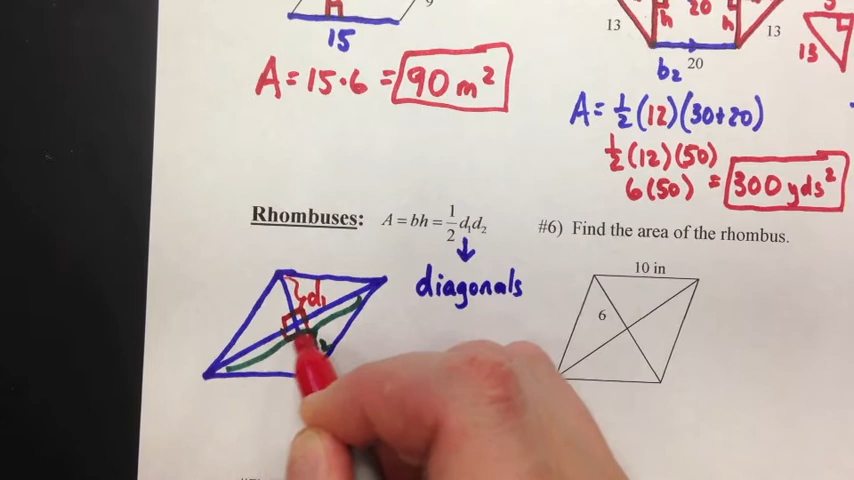 15
A = 15·6 = 90 m²
13 h 20 h 13
13
b₂ 20
A = ½(12)(30+20)
½(12)(50)
6(50) = 300 yds²
Rhombuses: A = bh = 1/2 d₁d₂
diagonals
d₁
#6) Find the area of the rhombus.
10 in
6